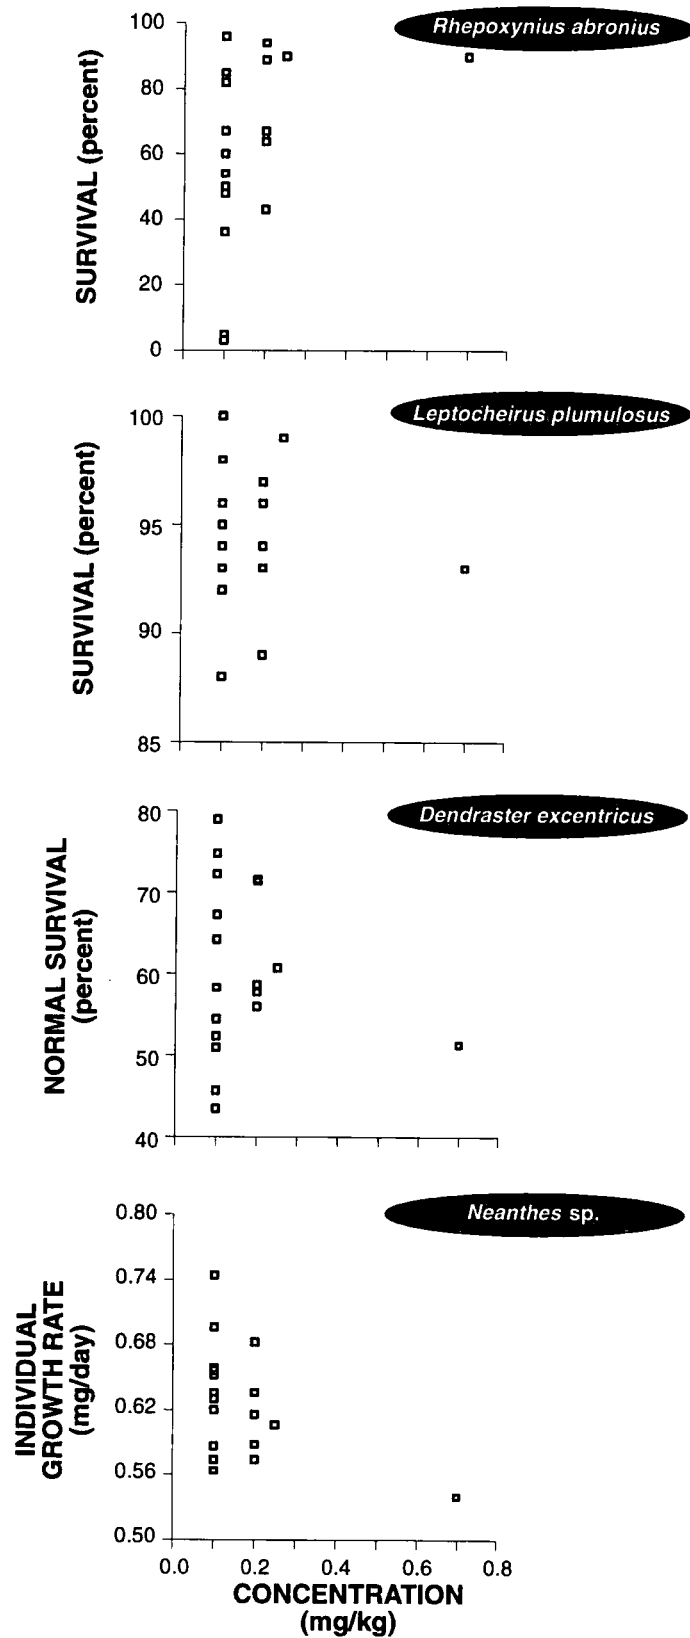 Rhepoxynius abronius
SURVIVAL (percent)
100
80
60
40
20
0
Leptocheirus plumulosus
SURVIVAL (percent)
100
95
90
85
Dendraster excentricus
NORMAL SURVIVAL
(percent)
80
70
60
50
40
Neanthes sp.
INDIVIDUAL
GROWTH RATE
(mg/day)
0.80
0.74
0.68
0.62
0.56
0.50
0.0 0.2 0.4 0.6 0.8
CONCENTRATION
(mg/kg)